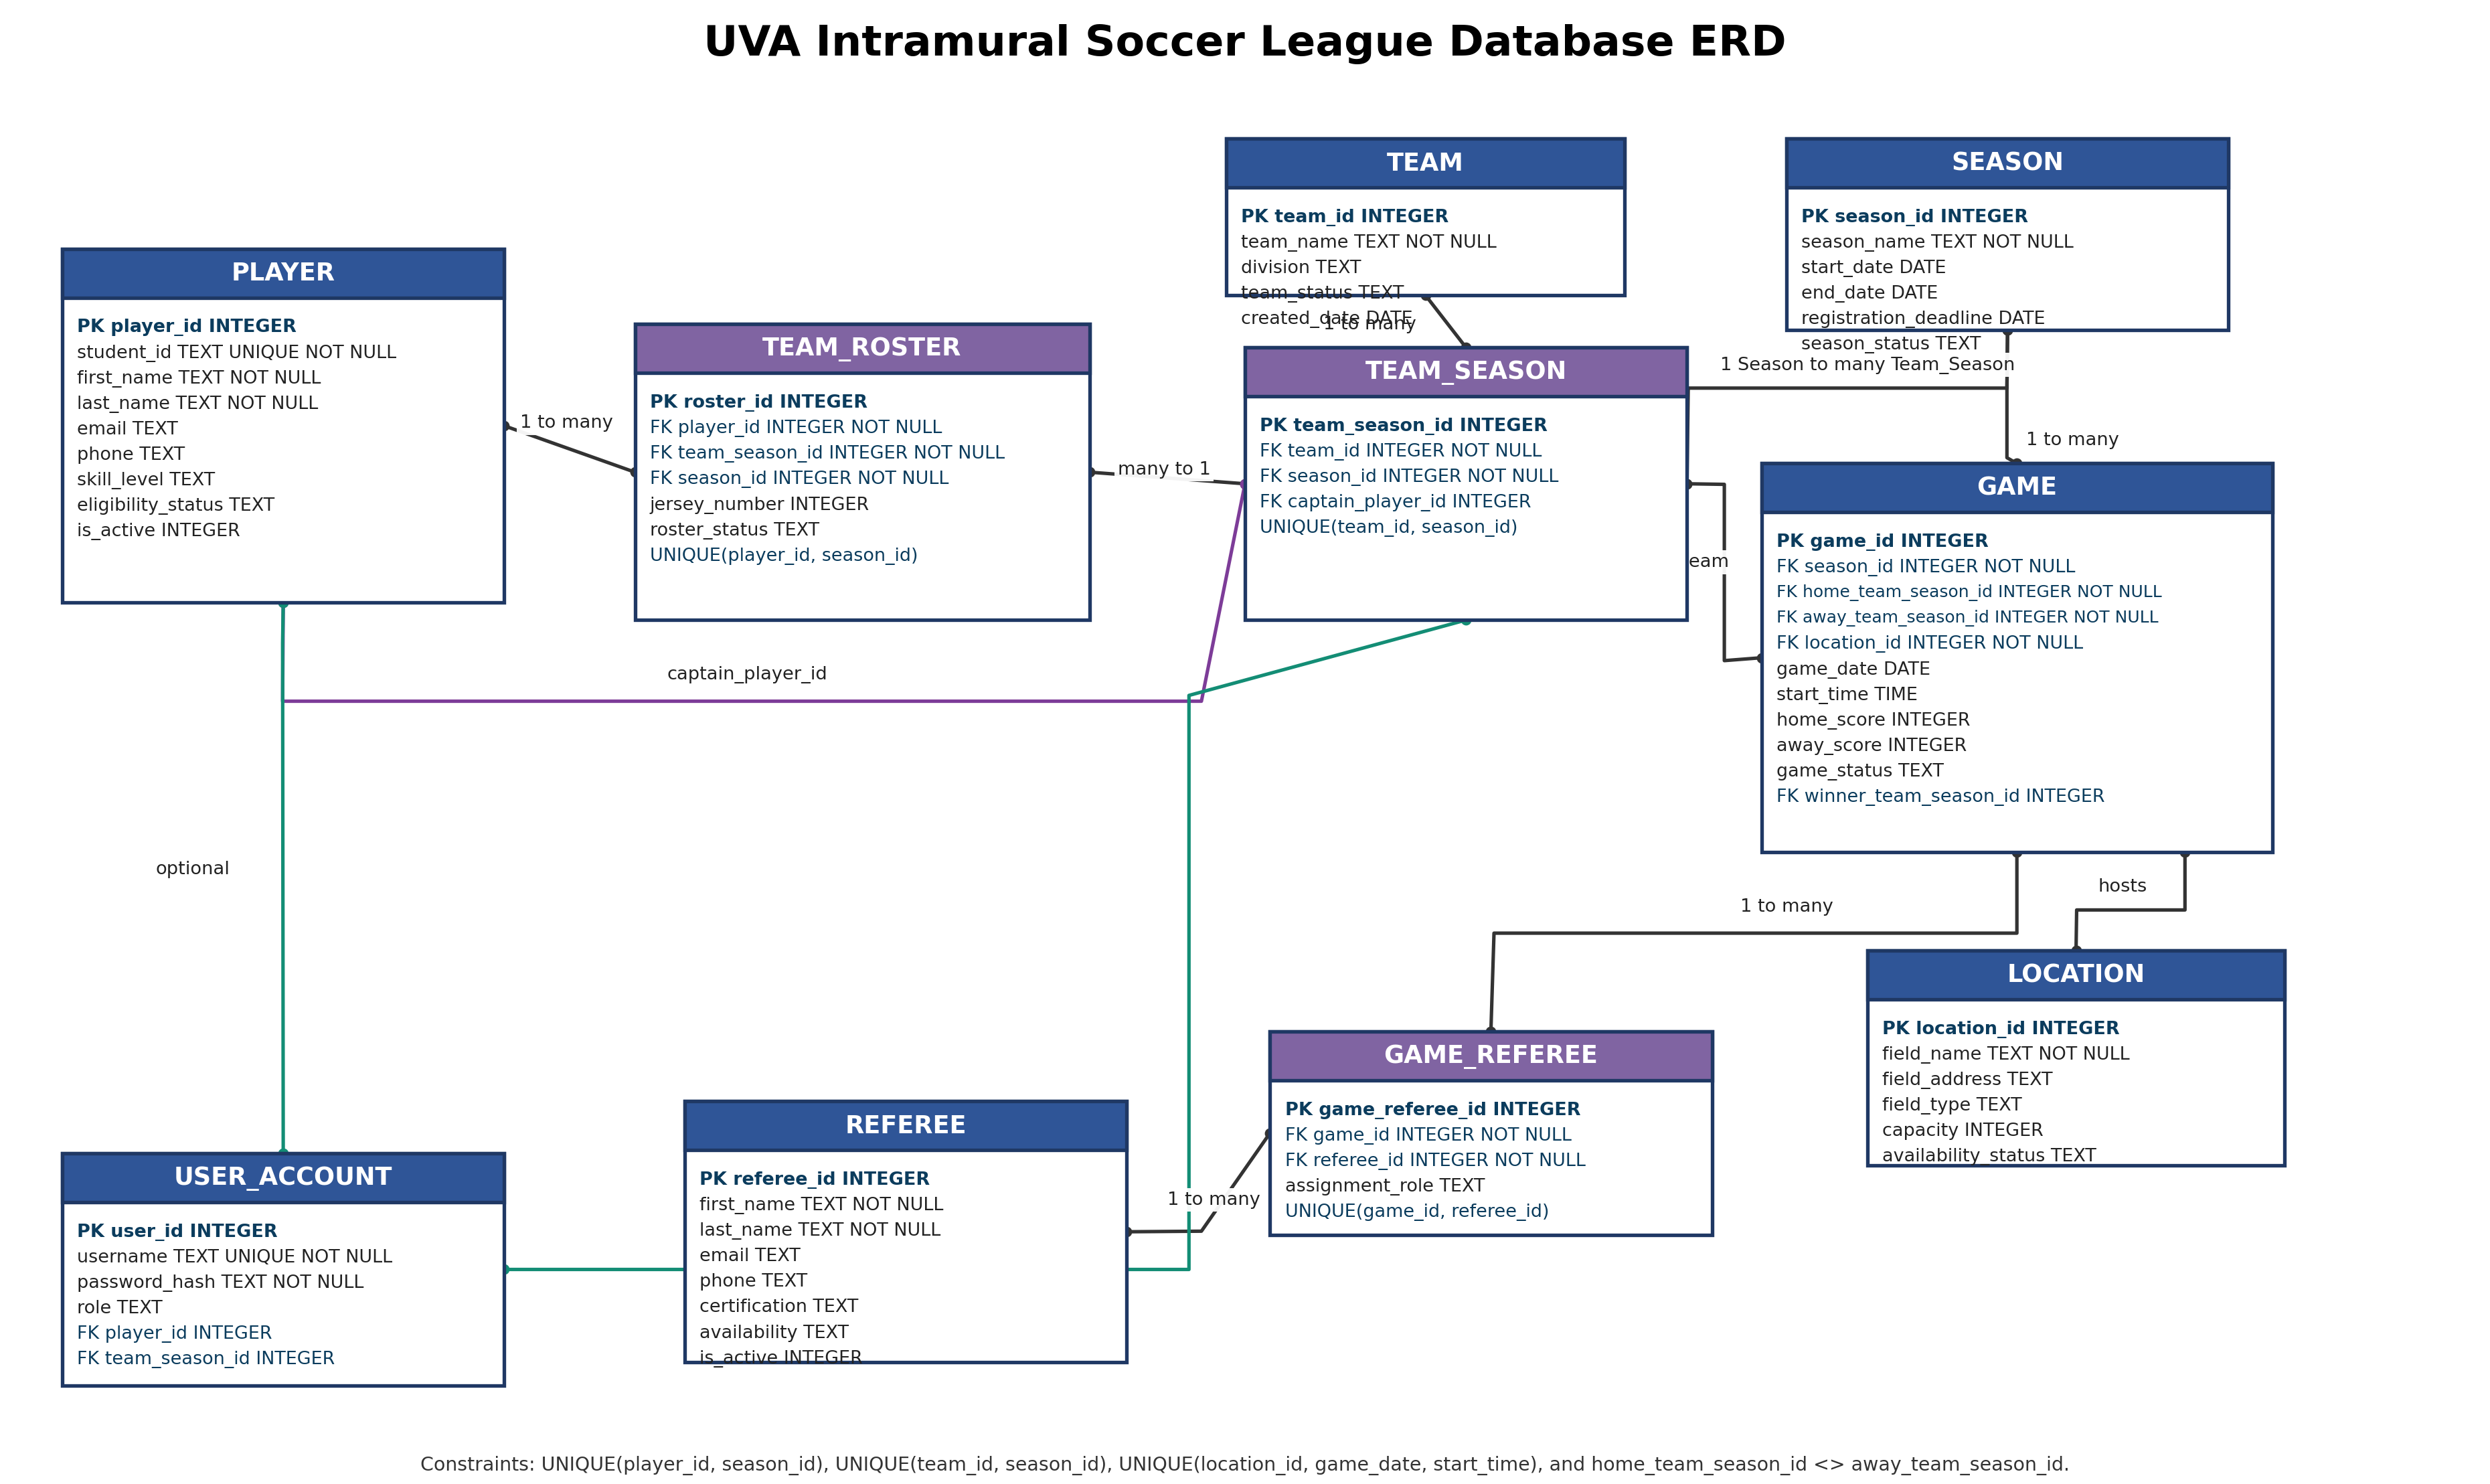 UVA Intramural Soccer League Database ERD
TEAM
PK team_id INTEGER
team_name TEXT NOT NULL
division TEXT
team_status TEXT
created_date DATE
SEASON
PK season_id INTEGER
season_name TEXT NOT NULL
start_date DATE
end_date DATE
registration_deadline DATE
season_status TEXT
PLAYER
PK player_id INTEGER
student_id TEXT UNIQUE NOT NULL
first_name TEXT NOT NULL
last_name TEXT NOT NULL
email TEXT
phone TEXT
skill_level TEXT
eligibility_status TEXT
is_active INTEGER
1 to many
TEAM_ROSTER
PK roster_id INTEGER
FK player_id INTEGER NOT NULL
FK team_season_id INTEGER NOT NULL
FK season_id INTEGER NOT NULL
jersey_number INTEGER
roster_status TEXT
UNIQUE(player_id, season_id)
many to 1
1 to many
TEAM_SEASON
PK team_season_id INTEGER
FK team_id INTEGER NOT NULL
FK season_id INTEGER NOT NULL
FK captain_player_id INTEGER
UNIQUE(team_id, season_id)
1 Season to many Team_Season
1 to many
eam
GAME
PK game_id INTEGER
FK season_id INTEGER NOT NULL
FK home_team_season_id INTEGER NOT NULL
FK away_team_season_id INTEGER NOT NULL
FK location_id INTEGER NOT NULL
game_date DATE
start_time TIME
home_score INTEGER
away_score INTEGER
game_status TEXT
FK winner_team_season_id INTEGER
captain_player_id
optional
1 to many
hosts
LOCATION
PK location_id INTEGER
field_name TEXT NOT NULL
field_address TEXT
field_type TEXT
capacity INTEGER
availability_status TEXT
GAME_REFEREE
PK game_referee_id INTEGER
FK game_id INTEGER NOT NULL
FK referee_id INTEGER NOT NULL
assignment_role TEXT
UNIQUE(game_id, referee_id)
1 to many
REFEREE
PK referee_id INTEGER
first_name TEXT NOT NULL
last_name TEXT NOT NULL
email TEXT
phone TEXT
certification TEXT
availability TEXT
is_active INTEGER
USER_ACCOUNT
PK user_id INTEGER
username TEXT UNIQUE NOT NULL
password_hash TEXT NOT NULL
role TEXT
FK player_id INTEGER
FK team_season_id INTEGER
Constraints: UNIQUE(player_id, season_id), UNIQUE(team_id, season_id), UNIQUE(location_id, game_date, start_time), and home_team_season_id <> away_team_season_id.